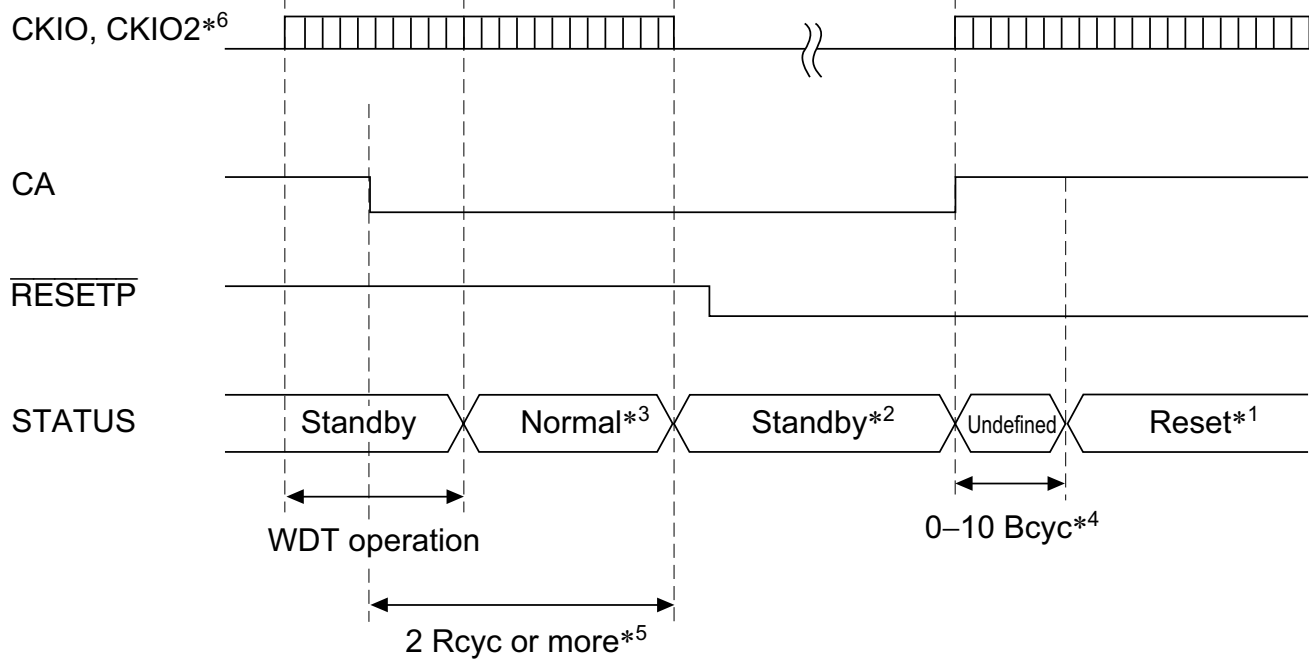 CKIO, CKIO2*6
CA
RESETP
STATUS
Standby
Normal*3
Standby*2
Undefined
Reset*1
WDT operation
0–10 Bcyc*4
2 Rcyc or more*5